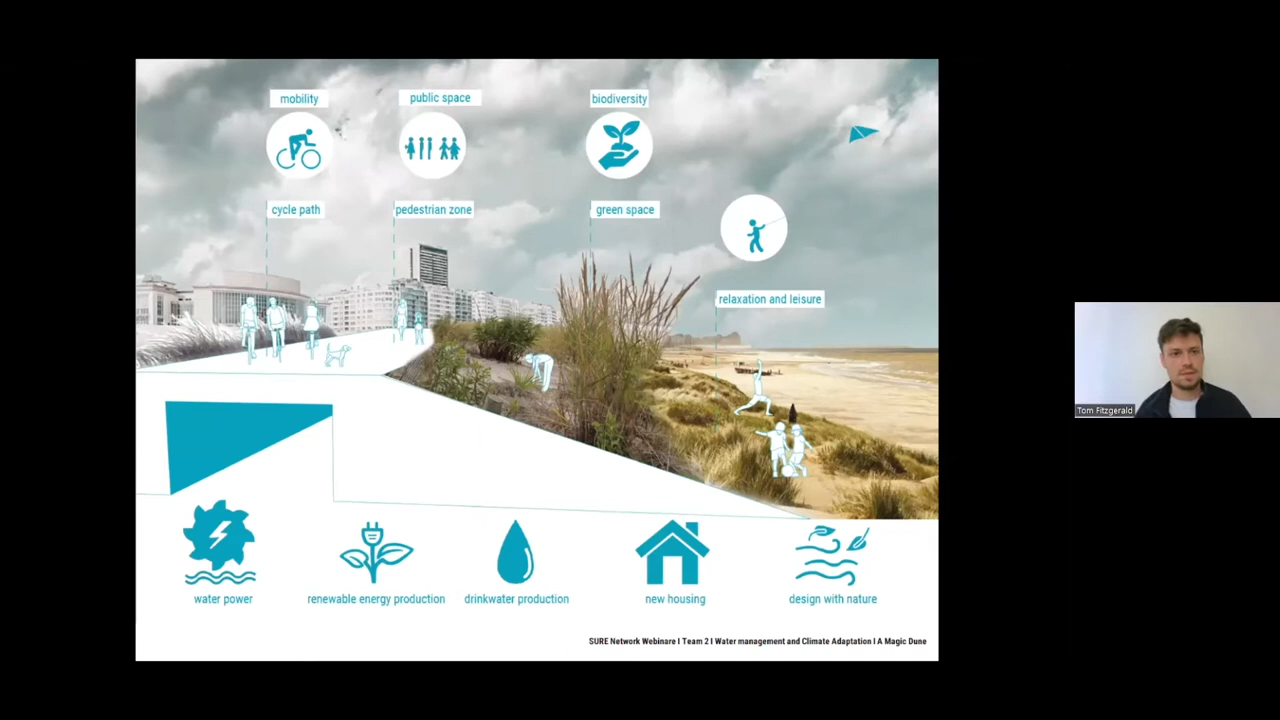 mobility
public space
biodiversity
cycle path
pedestrian zone
green space
relaxation and leisure
Tom Fitzgerald
water power
renewable energy production
drinkwater production
new housing
design with nature
SURE Network Webinare I Team 2 I Water management and Climate Adaptation I A Magic Dune